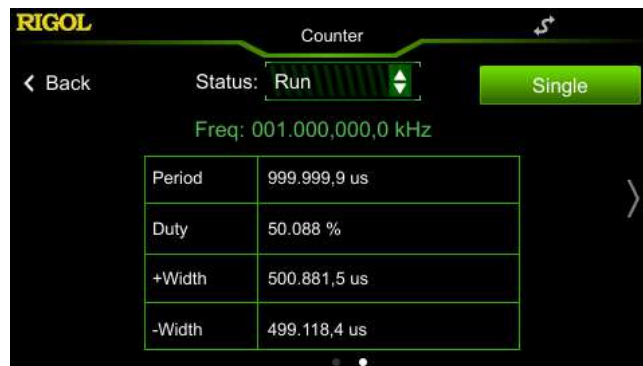 RIGOL
Counter
Back
Status: Run
Single
Freq: 001.000,000,0 kHz
Period 999.999,9 us
Duty 50.088 %
+Width 500.881,5 us
-Width 499.118,4 us